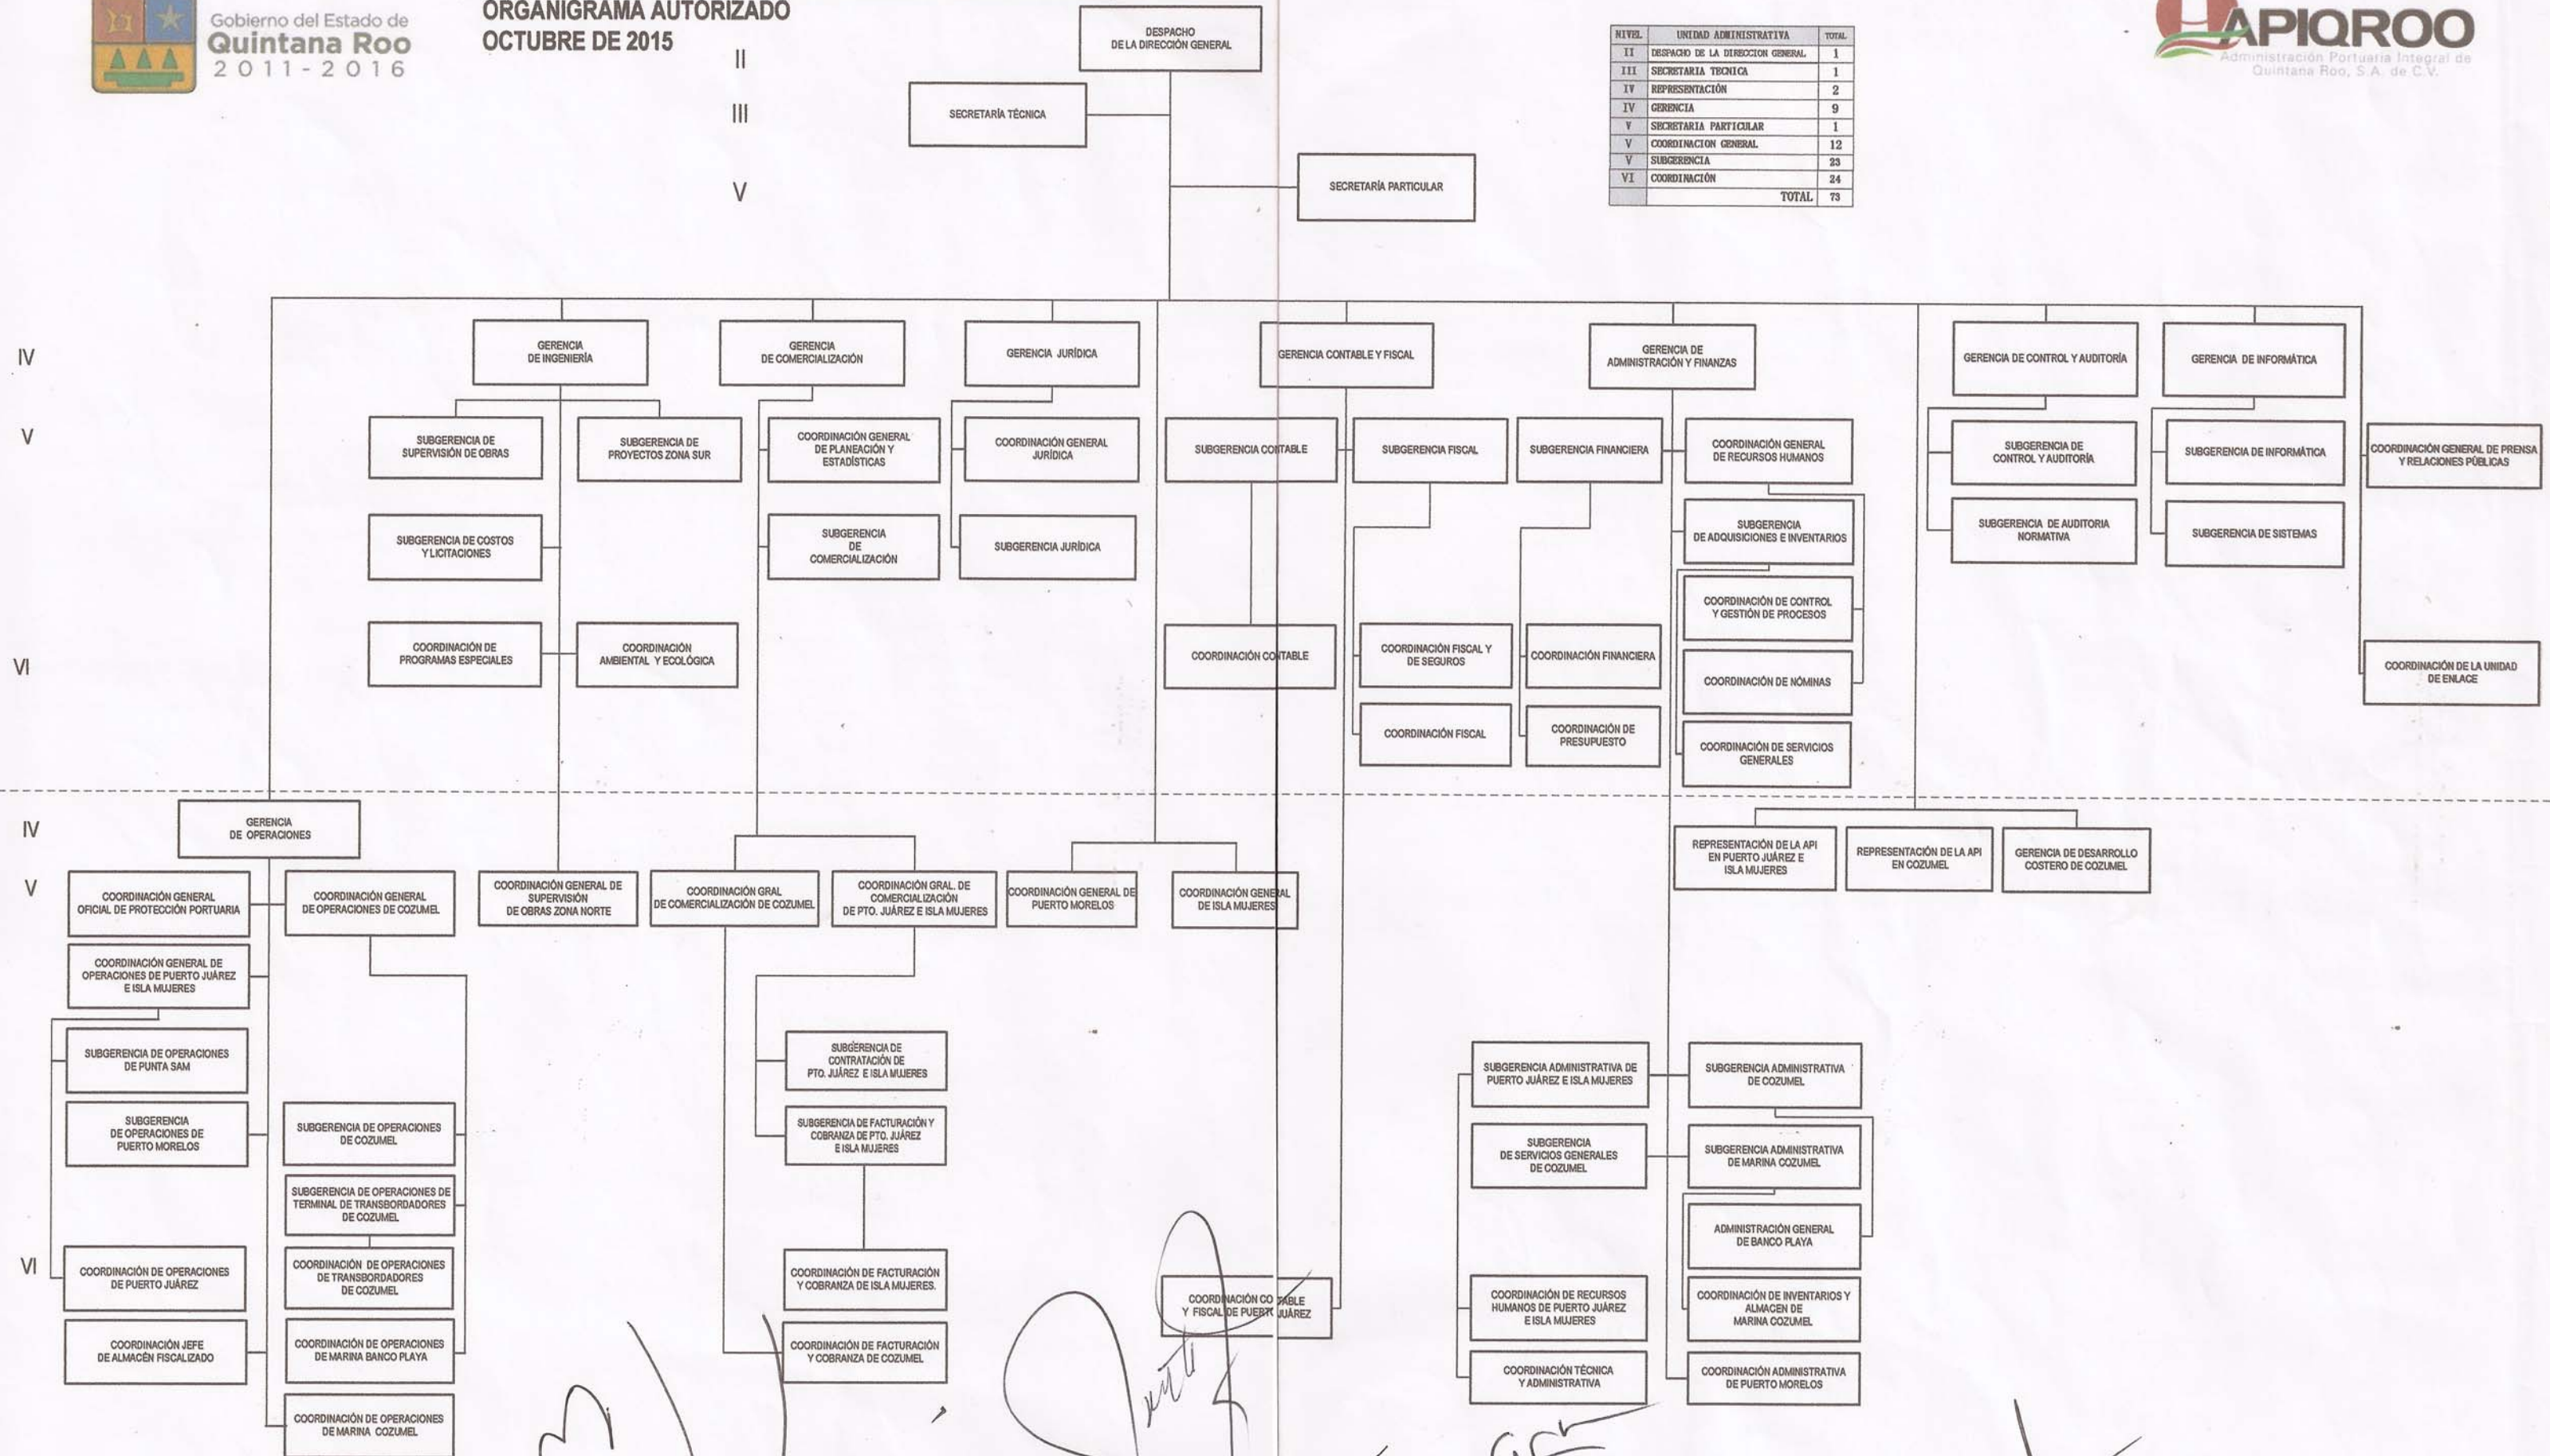 Gobierno del Estado de
Quintana Roo
2011-2016
ORGANIGRAMA AUTORIZADO
OCTUBRE DE 2015
II
III
V
DESPACHO
DE LA DIRECCIÓN GENERAL
SECRETARÍA TÉCNICA
SECRETARÍA PARTICULAR
NIVEL UNIDAD ADMINISTRATIVA TOTAL
II DESPACHO DE LA DIRECCION GENERAL 1
III SECRETARIA TECNICA 1
IV REPRESENTACIÓN 2
IV GERENCIA 9
V SECRETARIA PARTICULAR 1
V COORDINACION GENERAL 12
V SUBGERENCIA 23
VI COORDINACIÓN 24
TOTAL 73
APIQROO
Administración Portuaria Integral de
Quintana Roo, S.A. de C.V.
IV
GERENCIA
DE INGENIERÍA
GERENCIA
DE COMERCIALIZACIÓN
GERENCIA JURÍDICA
GERENCIA CONTABLE Y FISCAL
GERENCIA DE
ADMINISTRACIÓN Y FINANZAS
GERENCIA DE CONTROL Y AUDITORÍA
GERENCIA DE INFORMÁTICA
V
SUBGERENCIA DE
SUPERVISIÓN DE OBRAS
SUBGERENCIA DE
PROYECTOS ZONA SUR
COORDINACIÓN GENERAL
DE PLANEACIÓN Y
ESTADÍSTICAS
COORDINACIÓN GENERAL
JURÍDICA
SUBGERENCIA CONTABLE
SUBGERENCIA FISCAL
SUBGERENCIA FINANCIERA
COORDINACIÓN GENERAL
DE RECURSOS HUMANOS
SUBGERENCIA DE
CONTROL Y AUDITORÍA
SUBGERENCIA DE INFORMÁTICA
COORDINACIÓN GENERAL DE PRENSA
Y RELACIONES PÚBLICAS
SUBGERENCIA DE COSTOS
Y LICITACIONES
SUBGERENCIA
DE
COMERCIALIZACIÓN
SUBGERENCIA JURÍDICA
SUBGERENCIA
DE ADQUISICIONES E INVENTARIOS
SUBGERENCIA DE AUDITORIA
NORMATIVA
SUBGERENCIA DE SISTEMAS
COORDINACIÓN DE CONTROL
Y GESTIÓN DE PROCESOS
VI
COORDINACIÓN DE
PROGRAMAS ESPECIALES
COORDINACIÓN
AMBIENTAL Y ECOLÓGICA
COORDINACIÓN CONTABLE
COORDINACIÓN FISCAL Y
DE SEGUROS
COORDINACIÓN FINANCIERA
COORDINACIÓN DE NÓMINAS
COORDINACIÓN DE LA UNIDAD
DE ENLACE
COORDINACIÓN FISCAL
COORDINACIÓN DE
PRESUPUESTO
COORDINACIÓN DE SERVICIOS
GENERALES
IV
GERENCIA
DE OPERACIONES
REPRESENTACIÓN DE LA API
EN PUERTO JUÁREZ E
ISLA MUJERES
REPRESENTACIÓN DE LA API
EN COZUMEL
GERENCIA DE DESARROLLO
COSTERO DE COZUMEL
V
COORDINACIÓN GENERAL
OFICIAL DE PROTECCIÓN PORTUARIA
COORDINACIÓN GENERAL
DE OPERACIONES DE COZUMEL
COORDINACIÓN GENERAL DE
SUPERVISIÓN
DE OBRAS ZONA NORTE
COORDINACIÓN GRAL
DE COMERCIALIZACIÓN DE COZUMEL
COORDINACIÓN GRAL. DE
COMERCIALIZACIÓN
DE PTO. JUÁREZ E ISLA MUJERES
COORDINACIÓN GENERAL DE
PUERTO MORELOS
COORDINACIÓN GENERAL
DE ISLA MUJERES
COORDINACIÓN GENERAL DE
OPERACIONES DE PUERTO JUÁREZ
E ISLA MUJERES
SUBGERENCIA DE OPERACIONES
DE PUNTA SAM
SUBGERENCIA DE
CONTRATACIÓN DE
PTO. JUÁREZ E ISLA MUJERES
SUBGERENCIA ADMINISTRATIVA DE
PUERTO JUÁREZ E ISLA MUJERES
SUBGERENCIA ADMINISTRATIVA
DE COZUMEL
SUBGERENCIA
DE OPERACIONES DE
PUERTO MORELOS
SUBGERENCIA DE OPERACIONES
DE COZUMEL
SUBGERENCIA DE FACTURACIÓN Y
COBRANZA DE PTO. JUÁREZ
E ISLA MUJERES
SUBGERENCIA
DE SERVICIOS GENERALES
DE COZUMEL
SUBGERENCIA ADMINISTRATIVA
DE MARINA COZUMEL
SUBGERENCIA DE OPERACIONES DE
TERMINAL DE TRANSBORDADORES
DE COZUMEL
ADMINISTRACIÓN GENERAL
DE BANCO PLAYA
VI
COORDINACIÓN DE OPERACIONES
DE PUERTO JUÁREZ
COORDINACIÓN DE OPERACIONES
DE TRANSBORDADORES
DE COZUMEL
COORDINACIÓN DE FACTURACIÓN
Y COBRANZA DE ISLA MUJERES.
COORDINACIÓN CONTABLE
Y FISCAL DE PUERTO JUÁREZ
COORDINACIÓN DE RECURSOS
HUMANOS DE PUERTO JUÁREZ
E ISLA MUJERES
COORDINACIÓN DE INVENTARIOS Y
ALMACEN DE
MARINA COZUMEL
COORDINACIÓN JEFE
DE ALMACÉN FISCALIZADO
COORDINACIÓN DE OPERACIONES
DE MARINA BANCO PLAYA
COORDINACIÓN DE FACTURACIÓN
Y COBRANZA DE COZUMEL
COORDINACIÓN TÉCNICA
Y ADMINISTRATIVA
COORDINACIÓN ADMINISTRATIVA
DE PUERTO MORELOS
COORDINACIÓN DE OPERACIONES
DE MARINA COZUMEL